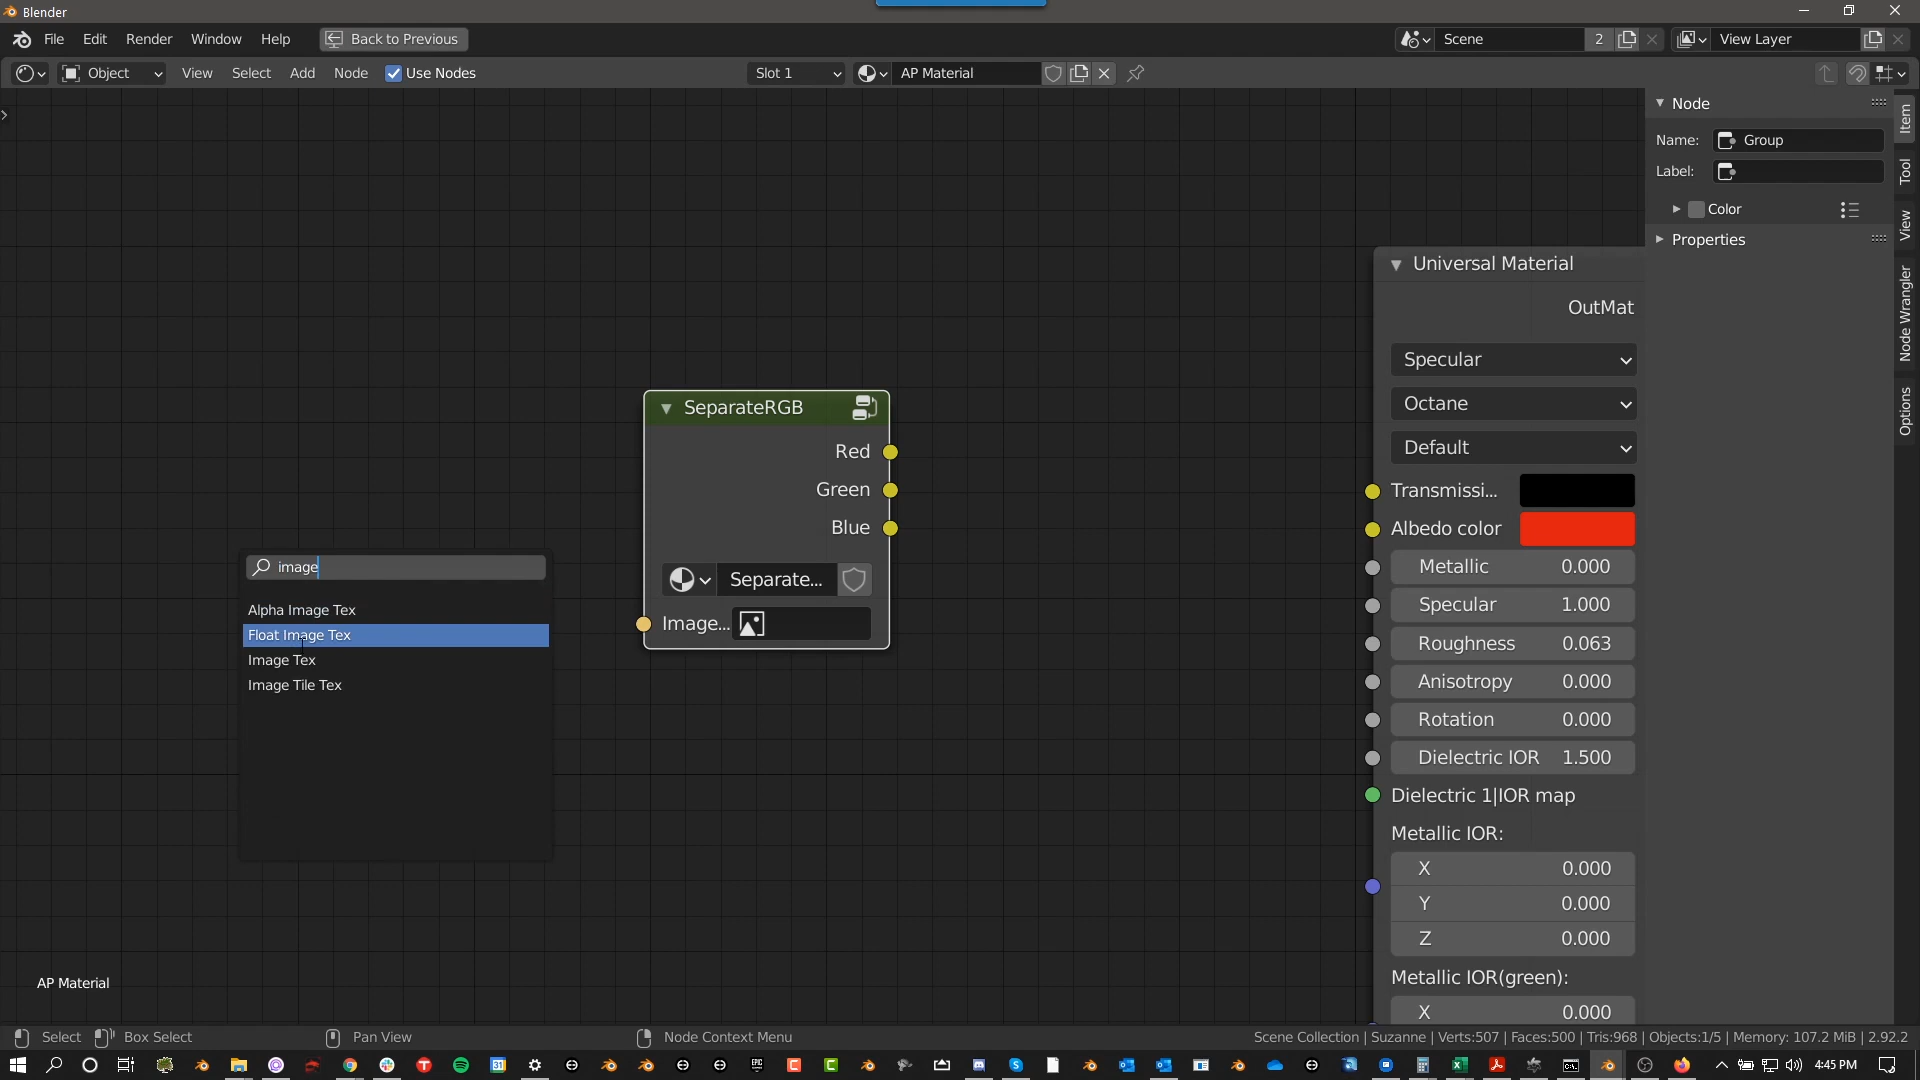 Blender
File Edit Render Window Help Back to Previous Scene 2 View Layer
Object View Select Add Node Use Nodes Slot 1 AP Material
Node
Name: Group
Label:
Color
Properties
Item
Tool
View
Node Wrangler
Options
Universal Material
OutMat
Specular
Octane
Default
Transmissi...
Albedo color
Metallic 0.000
Specular 1.000
Roughness 0.063
Anisotropy 0.000
Rotation 0.000
Dielectric IOR 1.500
Dielectric 1|IOR map
Metallic IOR:
X 0.000
Y 0.000
Z 0.000
Metallic IOR(green):
X 0.000
SeparateRGB
Red
Green
Blue
Separate...
Image...
image
Alpha Image Tex
Float Image Tex
Image Tex
Image Tile Tex
AP Material
Select Box Select Pan View Node Context Menu Scene Collection | Suzanne | Verts:507 | Faces:500 | Tris:968 | Objects:1/5 | Memory: 107.2 MiB | 2.92.2
4:45 PM